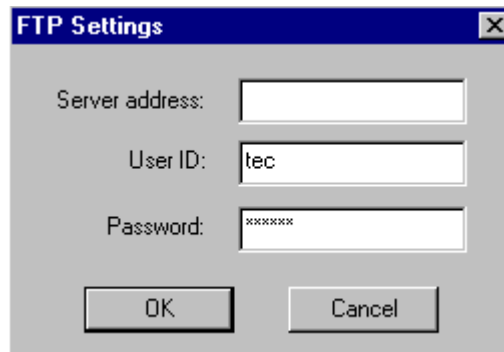 FTP Settings
Server address:
User ID: tec
Password: ******
OK Cancel